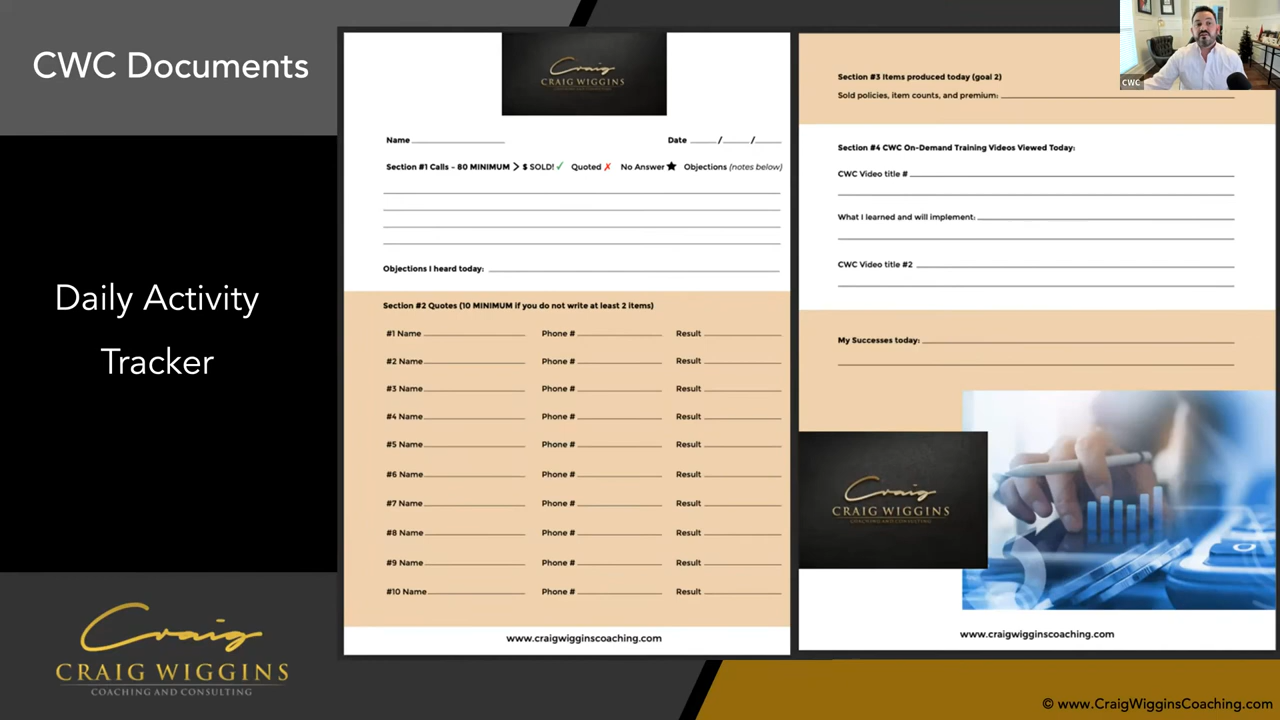 CWC Documents
Daily Activity
Tracker
Craig
CRAIG WIGGINS
COACHING AND CONSULTING
Craig
CRAIG WIGGINS
Name
Date / /
Section #1 Calls – 80 MINIMUM > $ SOLD! ✓ Quoted ✗ No Answer ★ Objections (notes below)
Objections I heard today:
Section #2 Quotes (10 MINIMUM if you do not write at least 2 items)
#1 Name Phone # Result
#2 Name Phone # Result
#3 Name Phone # Result
#4 Name Phone # Result
#5 Name Phone # Result
#6 Name Phone # Result
#7 Name Phone # Result
#8 Name Phone # Result
#9 Name Phone # Result
#10 Name Phone # Result
www.craigwigginscoaching.com
Section #3 Items produced today (goal 2)
Sold policies, item counts, and premium:
Section #4 CWC On-Demand Training Videos Viewed Today:
CWC Video title #
What I learned and will implement:
CWC Video title #2
My Successes today:
Craig
CRAIG WIGGINS
COACHING AND CONSULTING
www.craigwigginscoaching.com
CWC
© www.CraigWigginsCoaching.com